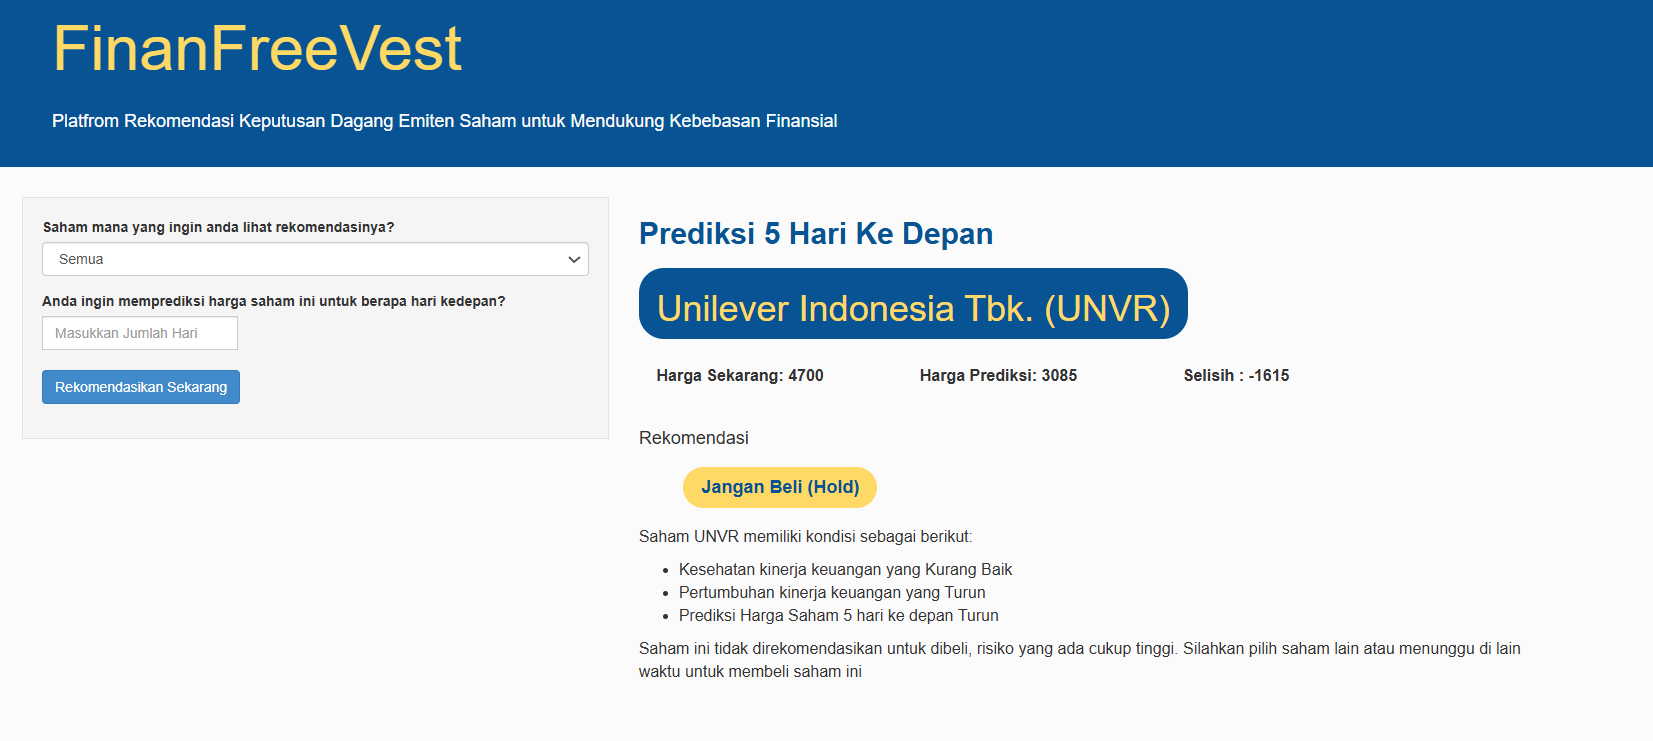 FinanFreeVest
Platfrom Rekomendasi Keputusan Dagang Emiten Saham untuk Mendukung Kebebasan Finansial
Saham mana yang ingin anda lihat rekomendasinya?
Semua
Anda ingin memprediksi harga saham ini untuk berapa hari kedepan?
Masukkan Jumlah Hari
Rekomendasikan Sekarang
Prediksi 5 Hari Ke Depan
Unilever Indonesia Tbk. (UNVR)
Harga Sekarang: 4700 Harga Prediksi: 3085 Selisih : -1615
Rekomendasi
Jangan Beli (Hold)
Saham UNVR memiliki kondisi sebagai berikut:
• Kesehatan kinerja keuangan yang Kurang Baik
• Pertumbuhan kinerja keuangan yang Turun
• Prediksi Harga Saham 5 hari ke depan Turun
Saham ini tidak direkomendasikan untuk dibeli, risiko yang ada cukup tinggi. Silahkan pilih saham lain atau menunggu di lain
waktu untuk membeli saham ini